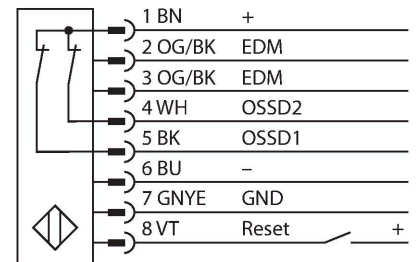 1 BN +
2 OG/BK EDM
3 OG/BK EDM
4 WH OSSD2
5 BK OSSD1
6 BU –
7 GNYE GND
8 VT Reset +